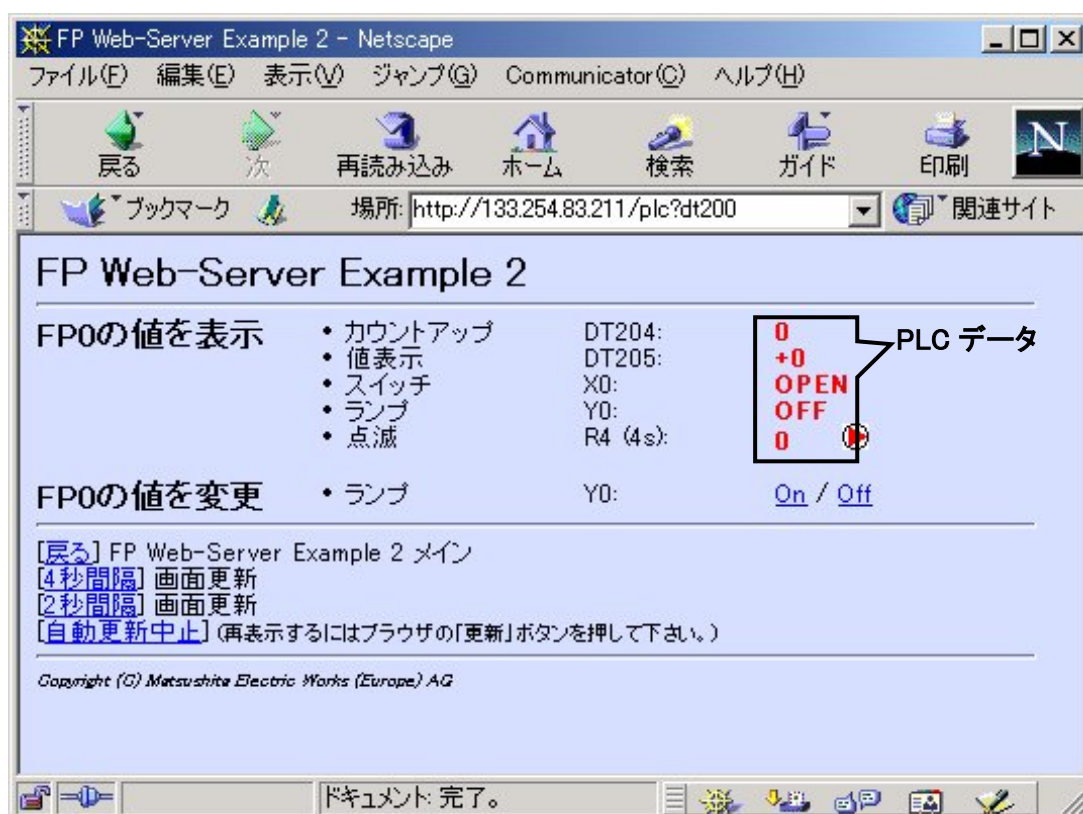 FP Web-Server Example 2 - Netscape
ファイル(F) 編集(E) 表示(V) ジャンプ(G) Communicator(C) ヘルプ(H)
戻る 次 再読み込み ホーム 検索 ガイド 印刷 N
ブックマーク 場所: http://133.254.83.211/plc?dt200 関連サイト
FP Web-Server Example 2
FP0の値を表示 • カウントアップ DT204: 0 PLC データ
• 値表示 DT205: +0
• スイッチ X0: OPEN
• ランプ Y0: OFF
• 点滅 R4 (4s): 0
FP0の値を変更 • ランプ Y0: On / Off
[戻る] FP Web-Server Example 2 メイン
[4秒間隔] 画面更新
[2秒間隔] 画面更新
[自動更新中止] (再表示するにはブラウザの「更新」ボタンを押して下さい。)
Copyright (C) Matsushita Electric Works (Europe) AG
ドキュメント: 完了。